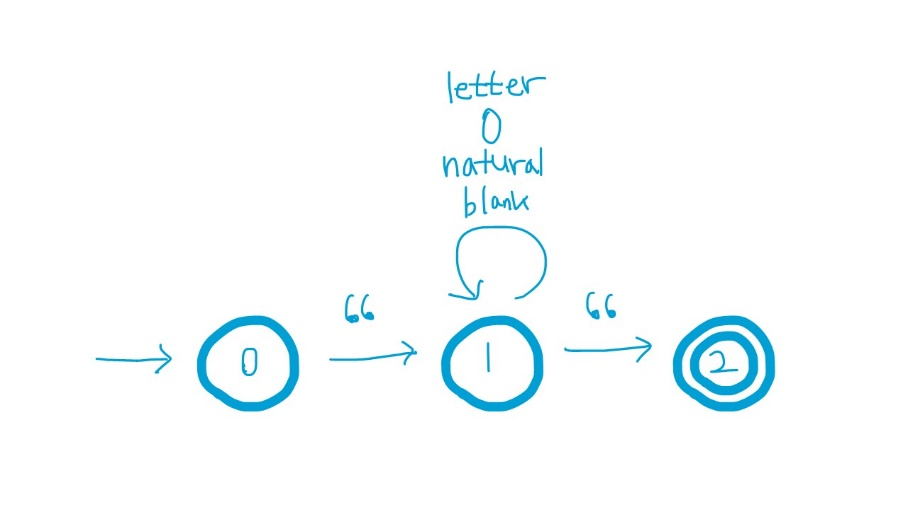 letter
0
natural
blank
“ “
0 1 2